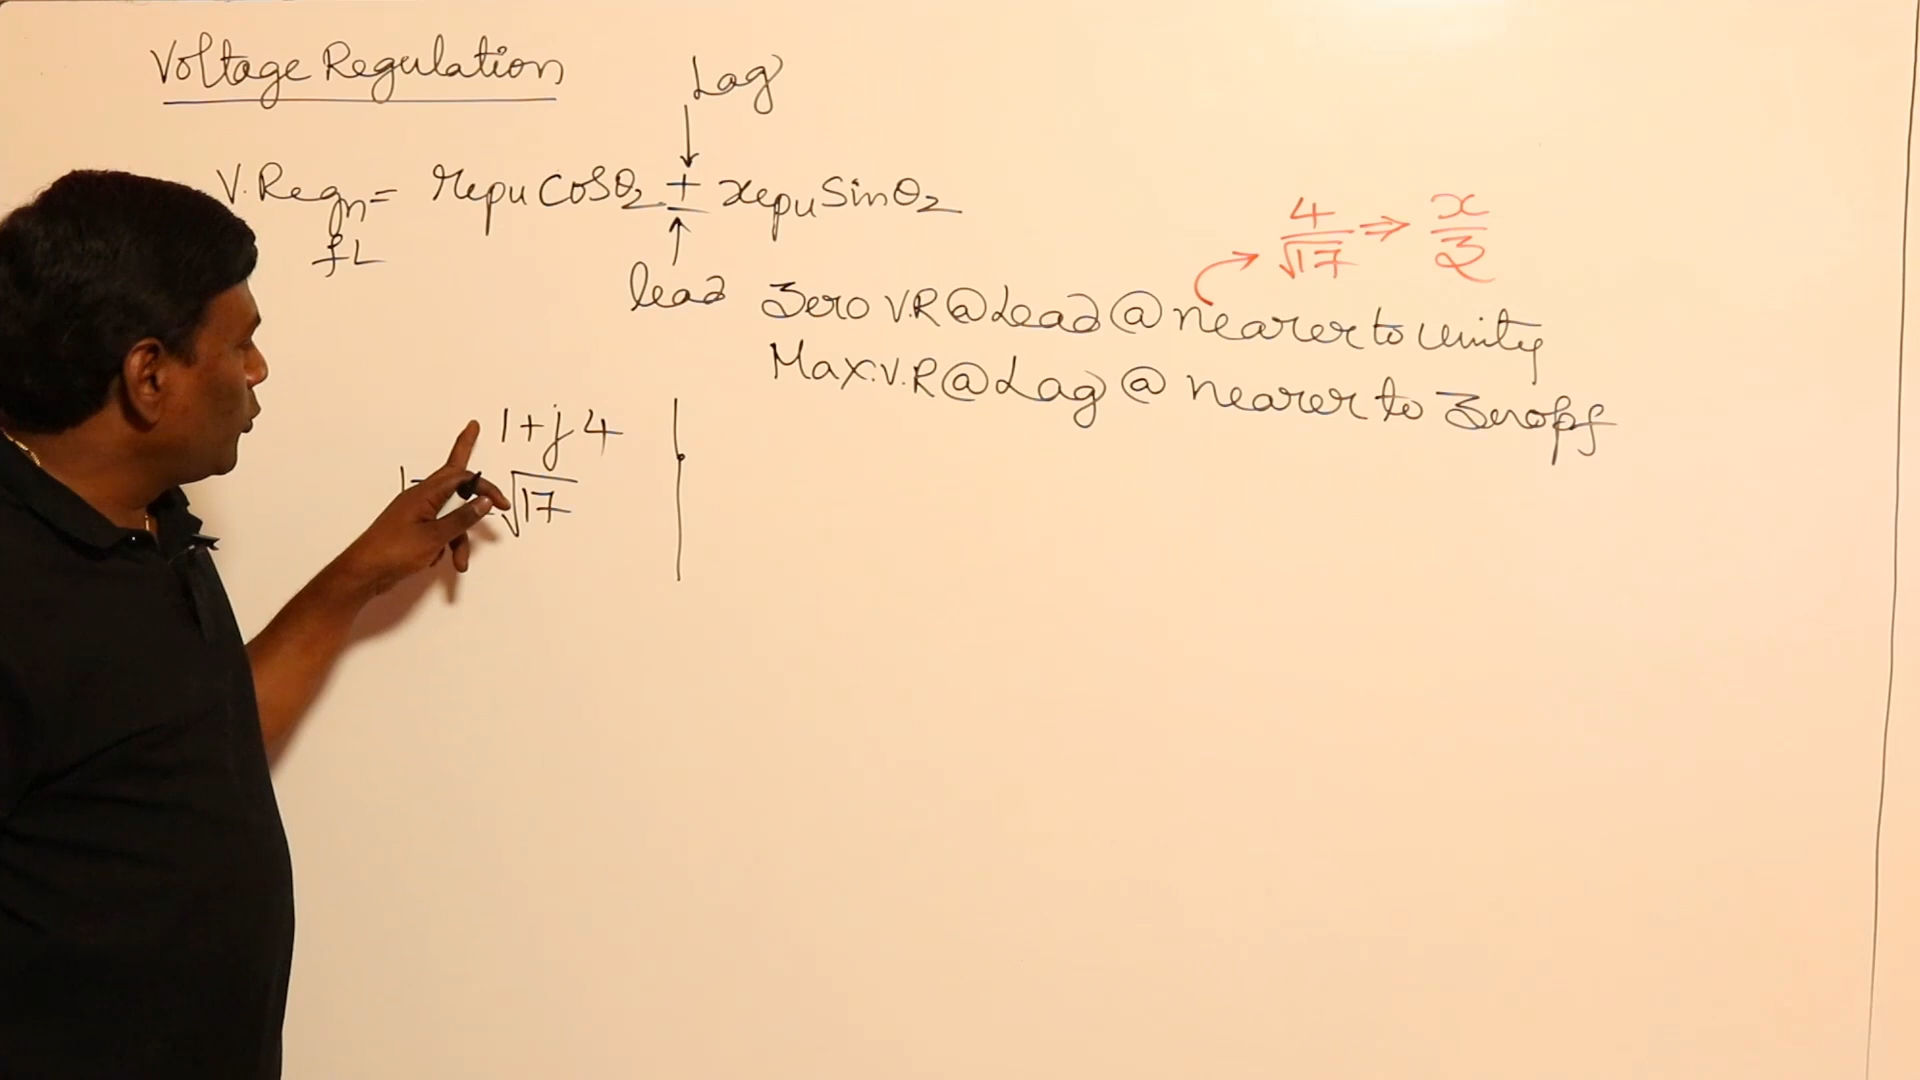 Voltage Regulation
Lag
V. Regn = repu Cosθ2 ± xepu Sinθ2
fL
lead
4/√17 ⇒ x/Z
Zero V.R @ Lead @ nearer to unity
Max. V.R @ Lag @ nearer to Zero pf
1+j4
√17